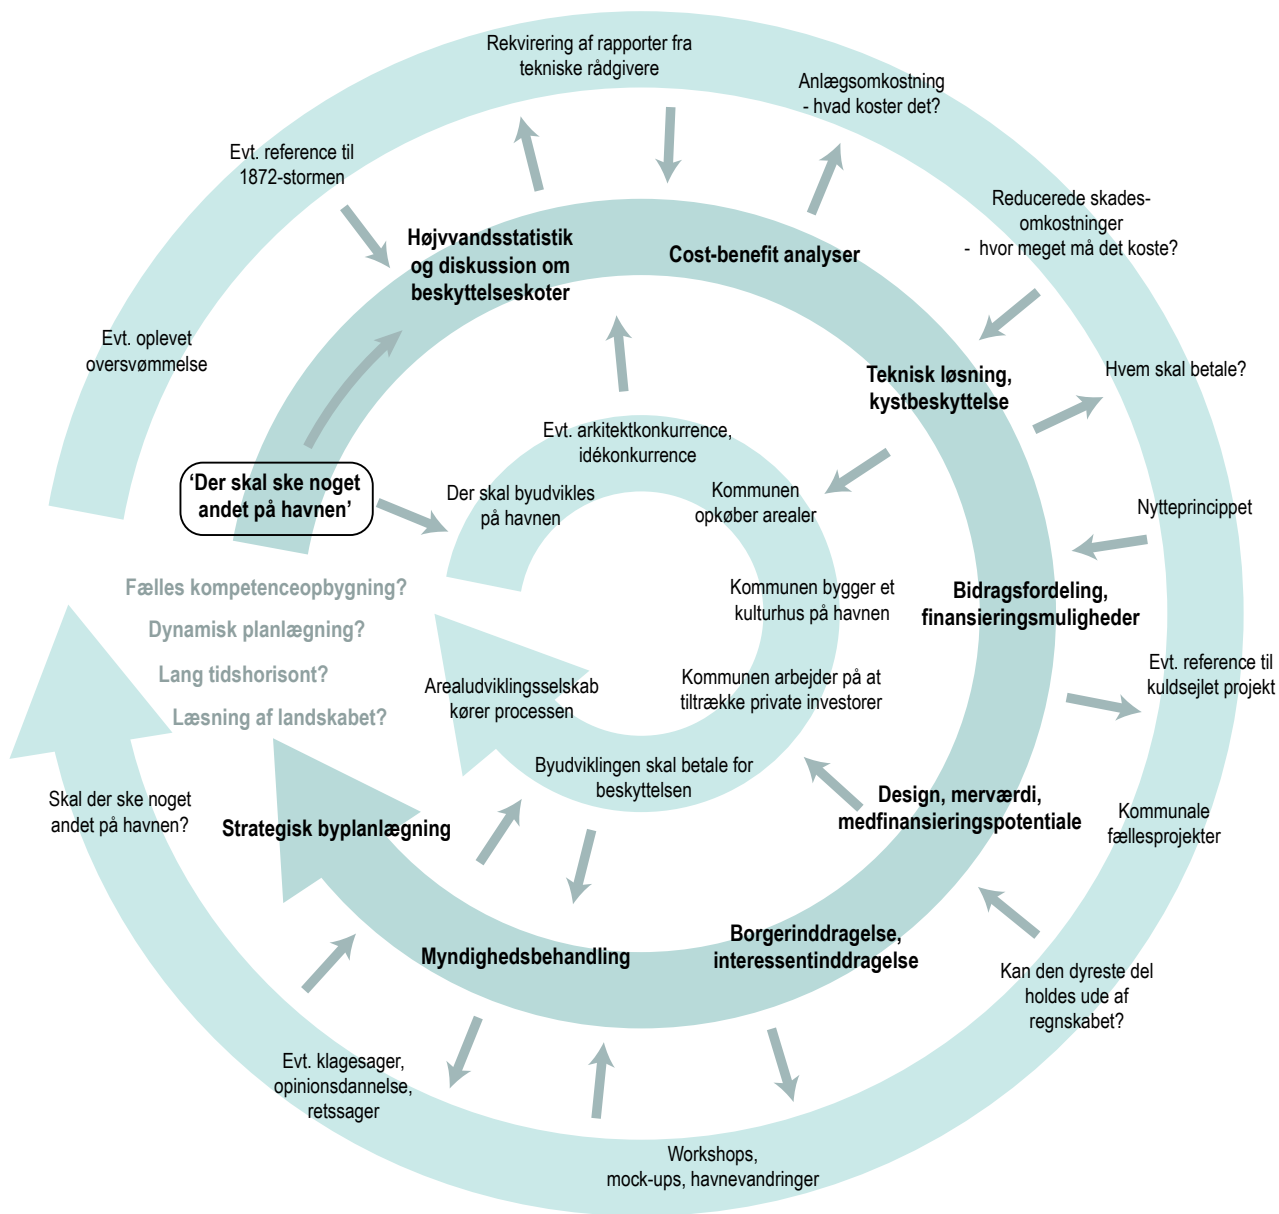 Rekvirering af rapporter fra
tekniske rådgivere
Anlægsomkostning
- hvad koster det?
Evt. reference til
1872-stormen
Reducerede skades-
omkostninger
- hvor meget må det koste?
Højvvandsstatistik
og diskussion om
beskyttelseskoter
Cost-benefit analyser
Evt. oplevet
oversvømmelse
Teknisk løsning,
kystbeskyttelse
Hvem skal betale?
Evt. arkitektkonkurrence,
idékonkurrence
‘Der skal ske noget
andet på havnen’
Der skal byudvikles
på havnen
Kommunen
opkøber arealer
Nytteprincippet
Fælles kompetenceopbygning?
Dynamisk planlægning?
Lang tidshorisont?
Læsning af landskabet?
Kommunen bygger et
kulturhus på havnen
Bidragsfordeling,
finansieringsmuligheder
Arealudviklingsselskab
kører processen
Kommunen arbejder på at
tiltrække private investorer
Evt. reference til
kuldsejlet projekt
Byudviklingen skal betale for
beskyttelsen
Skal der ske noget
andet på havnen?
Strategisk byplanlægning
Design, merværdi,
medfinansieringspotentiale
Kommunale
fællesprojekter
Myndighedsbehandling
Borgerinddragelse,
interessentinddragelse
Kan den dyreste del
holdes ude af
regnskabet?
Evt. klagesager,
opinionsdannelse,
retssager
Workshops,
mock-ups, havnevandringer